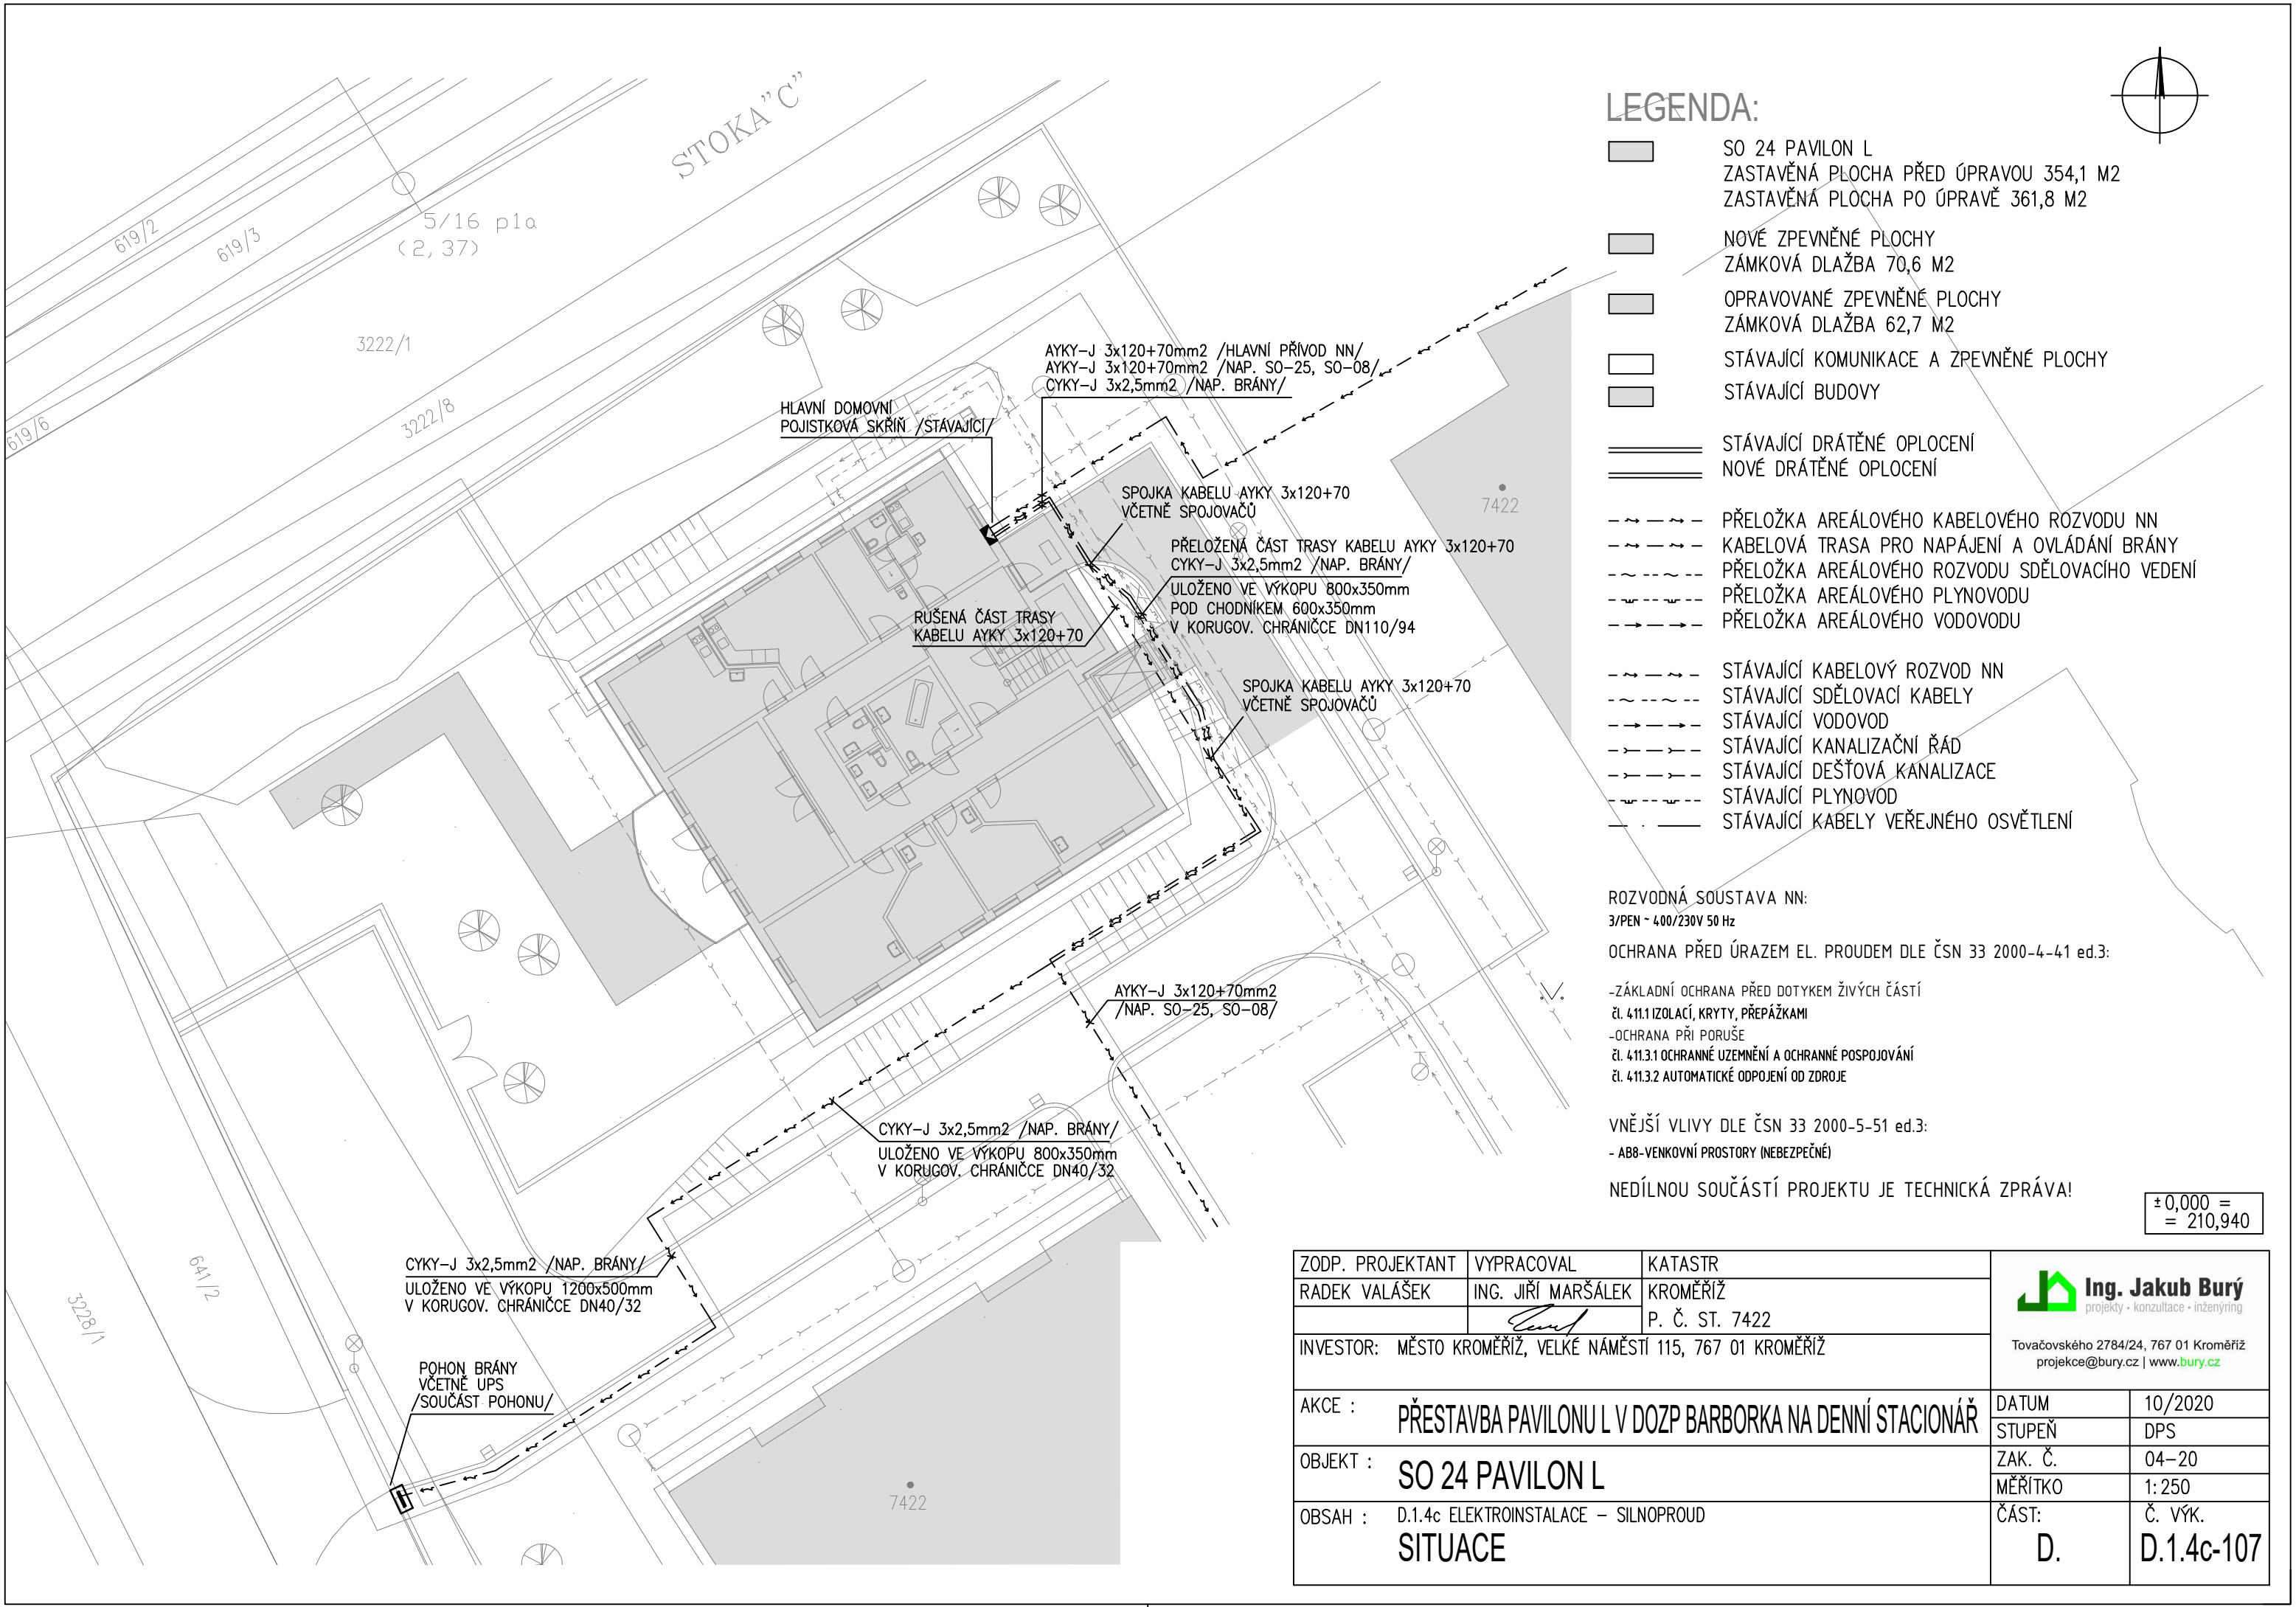 STOKA"C"
619/2
619/3
5/16 p1a
(2,37)
3222/1
3222/8
619/6
AYKY-J 3x120+70mm2 /HLAVNÍ PŘÍVOD NN/
AYKY-J 3x120+70mm2 /NAP. SO-25, SO-08/
CYKY-J 3x2,5mm2 /NAP. BRÁNY/
HLAVNÍ DOMOVNÍ
POJISTKOVÁ SKŘÍŇ /STÁVAJÍCÍ/
SPOJKA KABELU AYKY 3x120+70
VČETNĚ SPOJOVAČŮ
7422
PŘELOŽENÁ ČÁST TRASY KABELU AYKY 3x120+70
CYKY-J 3x2,5mm2 /NAP. BRÁNY/
ULOŽENO VE VÝKOPU 800x350mm
POD CHODNÍKEM 600x350mm
V KORUGOV. CHRÁNIČCE DN110/94
RUŠENÁ ČÁST TRASY
KABELU AYKY 3x120+70
SPOJKA KABELU AYKY 3x120+70
VČETNĚ SPOJOVAČŮ
AYKY-J 3x120+70mm2
/NAP. SO-25, SO-08/
CYKY-J 3x2,5mm2 /NAP. BRÁNY/
ULOŽENO VE VÝKOPU 800x350mm
V KORUGOV. CHRÁNIČCE DN40/32
CYKY-J 3x2,5mm2 /NAP. BRÁNY/
ULOŽENO VE VÝKOPU 1200x500mm
V KORUGOV. CHRÁNIČCE DN40/32
641/2
3228/1
POHON BRÁNY
VČETNĚ UPS
/SOUČÁST POHONU/
7422
LEGENDA:
SO 24 PAVILON L
ZASTAVĚNÁ PLOCHA PŘED ÚPRAVOU 354,1 M2
ZASTAVĚNÁ PLOCHA PO ÚPRAVĚ 361,8 M2
NOVÉ ZPEVNĚNÉ PLOCHY
ZÁMKOVÁ DLAŽBA 70,6 M2
OPRAVOVANÉ ZPEVNĚNÉ PLOCHY
ZÁMKOVÁ DLAŽBA 62,7 M2
STÁVAJÍCÍ KOMUNIKACE A ZPEVNĚNÉ PLOCHY
STÁVAJÍCÍ BUDOVY
STÁVAJÍCÍ DRÁTĚNÉ OPLOCENÍ
NOVÉ DRÁTĚNÉ OPLOCENÍ
PŘELOŽKA AREÁLOVÉHO KABELOVÉHO ROZVODU NN
KABELOVÁ TRASA PRO NAPÁJENÍ A OVLÁDÁNÍ BRÁNY
PŘELOŽKA AREÁLOVÉHO ROZVODU SDĚLOVACÍHO VEDENÍ
PŘELOŽKA AREÁLOVÉHO PLYNOVODU
PŘELOŽKA AREÁLOVÉHO VODOVODU
STÁVAJÍCÍ KABELOVÝ ROZVOD NN
STÁVAJÍCÍ SDĚLOVACÍ KABELY
STÁVAJÍCÍ VODOVOD
STÁVAJÍCÍ KANALIZAČNÍ ŘÁD
STÁVAJÍCÍ DEŠŤOVÁ KANALIZACE
STÁVAJÍCÍ PLYNOVOD
STÁVAJÍCÍ KABELY VEŘEJNÉHO OSVĚTLENÍ
ROZVODNÁ SOUSTAVA NN:
3/PEN ~ 400/230V 50 Hz
OCHRANA PŘED ÚRAZEM EL. PROUDEM DLE ČSN 33 2000-4-41 ed.3:
-ZÁKLADNÍ OCHRANA PŘED DOTYKEM ŽIVÝCH ČÁSTÍ
čl. 411.1 IZOLACÍ, KRYTY, PŘEPÁŽKAMI
-OCHRANA PŘI PORUŠE
čl. 411.3.1 OCHRANNÉ UZEMNĚNÍ A OCHRANNÉ POSPOJOVÁNÍ
čl. 411.3.2 AUTOMATICKÉ ODPOJENÍ OD ZDROJE
VNĚJŠÍ VLIVY DLE ČSN 33 2000-5-51 ed.3:
- AB8-VENKOVNÍ PROSTORY (NEBEZPEČNÉ)
NEDÍLNOU SOUČÁSTÍ PROJEKTU JE TECHNICKÁ ZPRÁVA!
±0,000 =
= 210,940
ZODP. PROJEKTANT VYPRACOVAL KATASTR
RADEK VALÁŠEK ING. JIŘÍ MARŠÁLEK KROMĚŘÍŽ
P. Č. ST. 7422
INVESTOR: MĚSTO KROMĚŘÍŽ, VELKÉ NÁMĚSTÍ 115, 767 01 KROMĚŘÍŽ
Ing. Jakub Burý
projekty - konzultace - inženýring
Tovačovského 2784/24, 767 01 Kroměříž
projekce@bury.cz | www.bury.cz
AKCE : PŘESTAVBA PAVILONU L V DOZP BARBORKA NA DENNÍ STACIONÁŘ
OBJEKT : SO 24 PAVILON L
OBSAH : D.1.4c ELEKTROINSTALACE - SILNOPROUD
SITUACE
DATUM 10/2020
STUPEŇ DPS
ZAK. Č. 04-20
MĚŘÍTKO 1:250
ČÁST: Č. VÝK.
D. D.1.4c-107